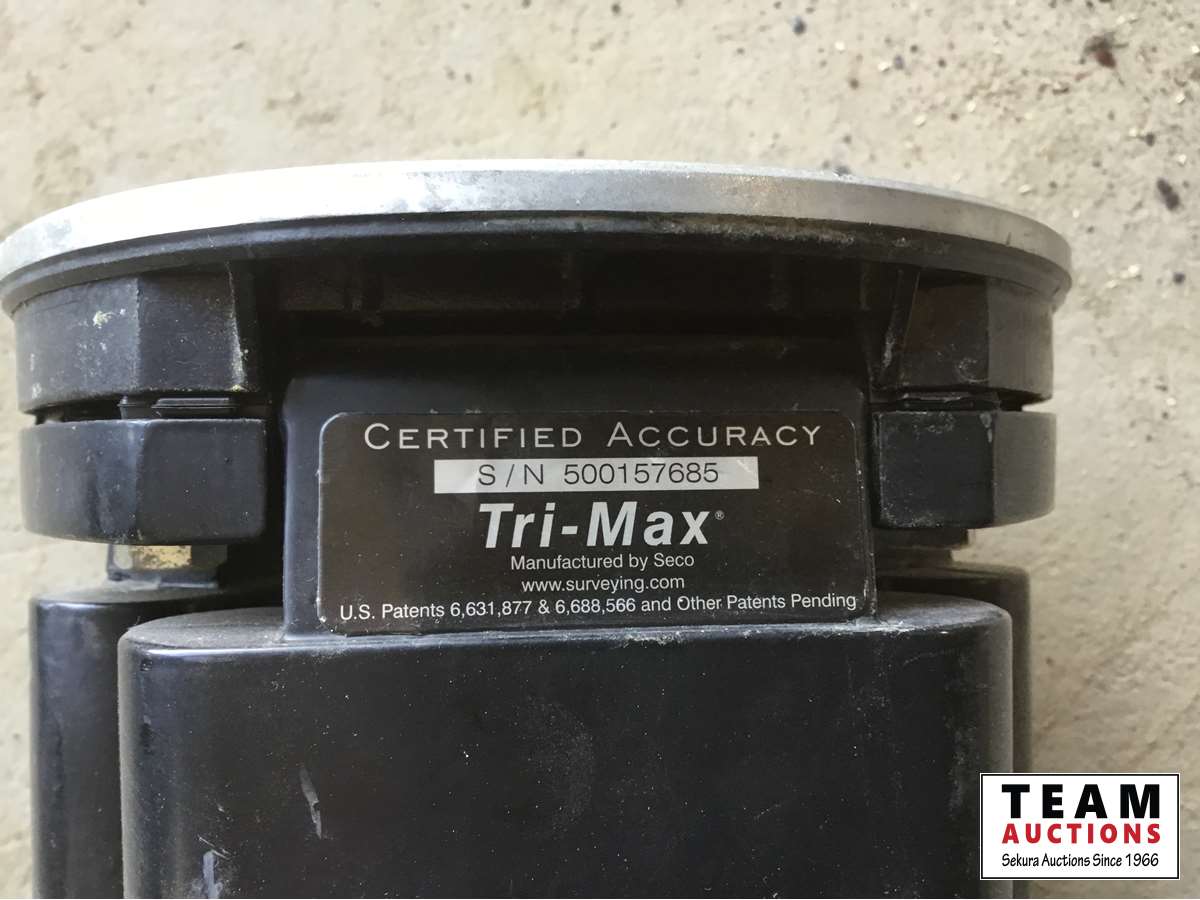 CERTIFIED ACCURACY
S/N 500157685
Tri-Max®
Manufactured by Seco
www.surveying.com
U.S. Patents 6,631,877 & 6,688,566 and Other Patents Pending
TEAM
AUCTIONS
Sekura Auctions Since 1966